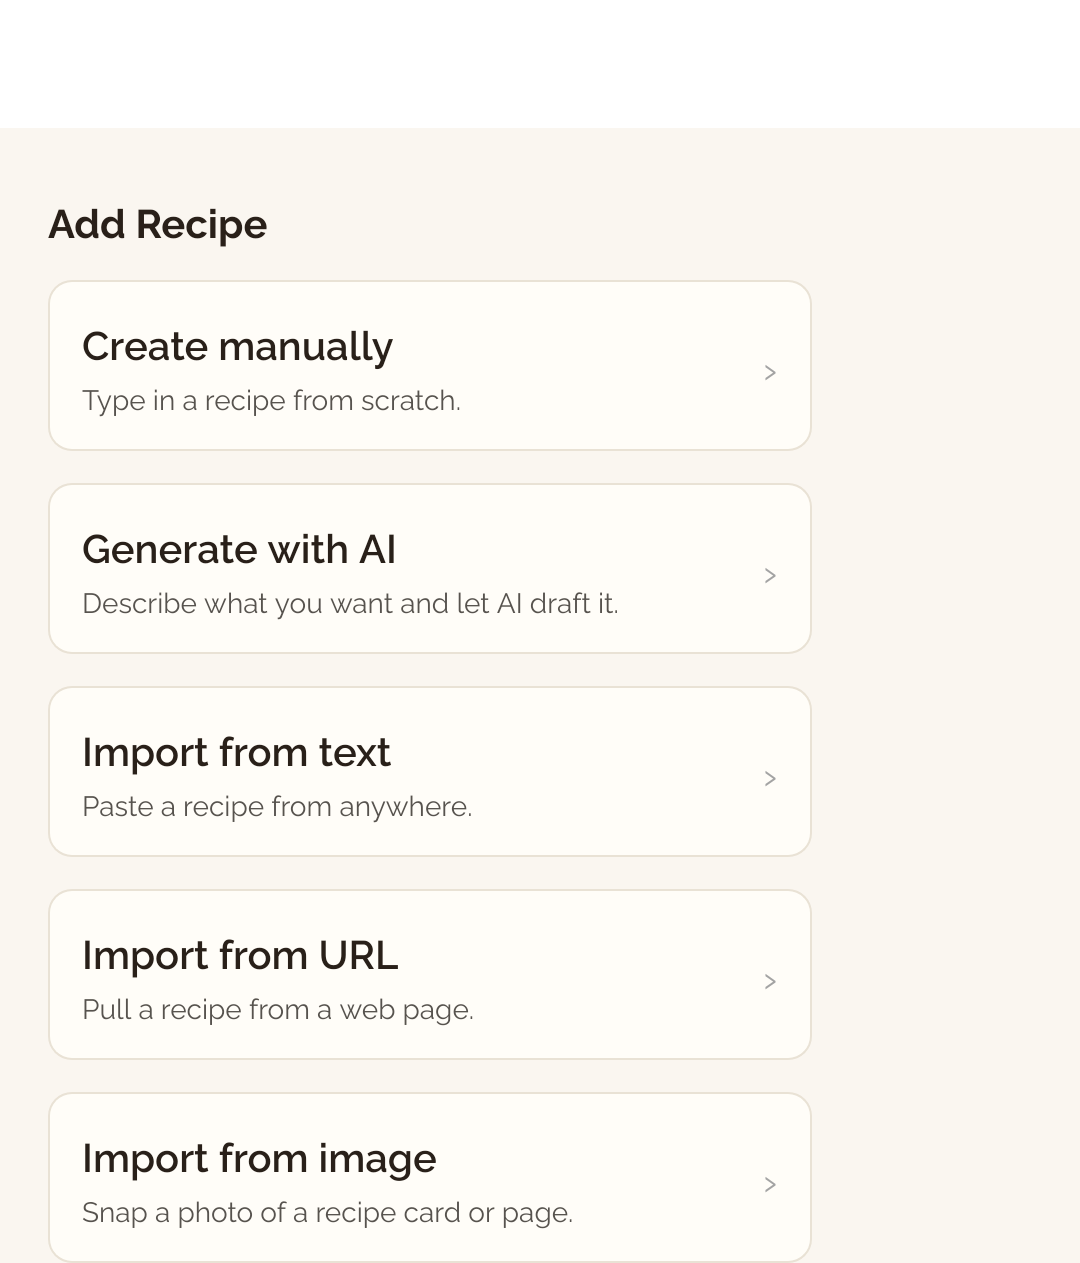 Add Recipe
Create manually
Type in a recipe from scratch.
>
Generate with AI
Describe what you want and let AI draft it.
>
Import from text
Paste a recipe from anywhere.
>
Import from URL
Pull a recipe from a web page.
>
Import from image
Snap a photo of a recipe card or page.
>